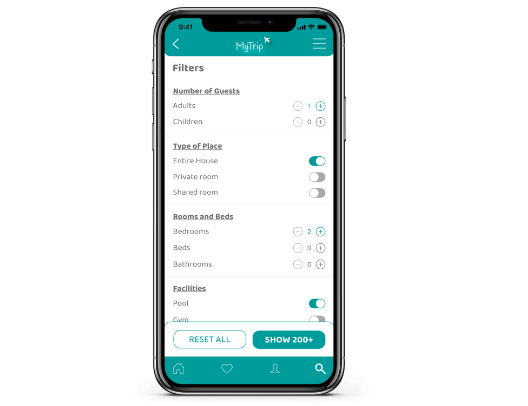 9:41
MyTrip
Filters
Number of Guests
Adults 1
Children 0
Type of Place
Entire House
Private room
Shared room
Rooms and Beds
Bedrooms 2
Beds 0
Bathrooms 0
Facilities
Pool
Gym
RESET ALL SHOW 200+